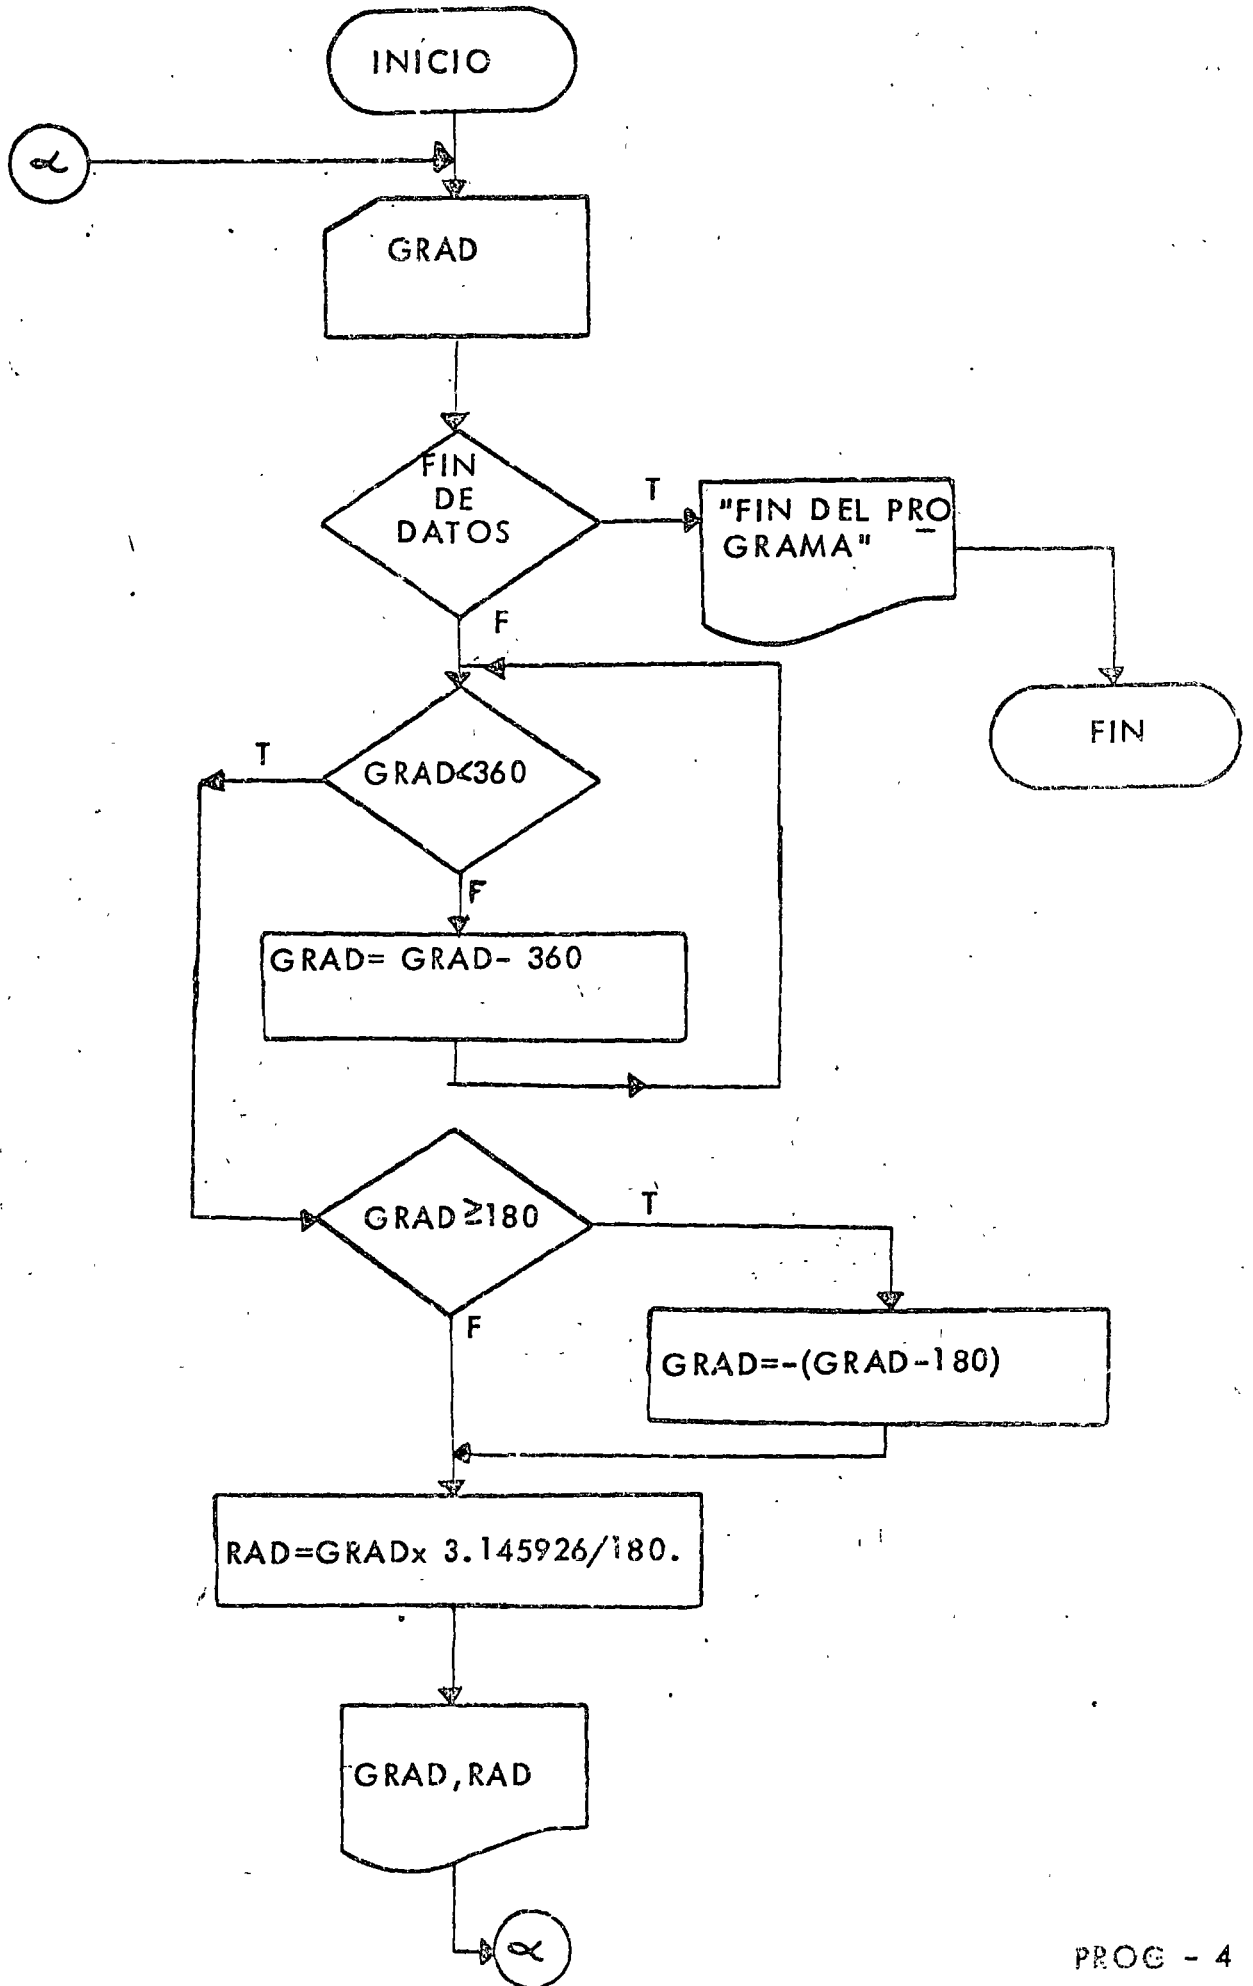 INICIO
α
GRAD
FIN
DE
DATOS
T
"FIN DEL PRO
GRAMA"
F
FIN
T
GRAD<360
F
GRAD= GRAD- 360
GRAD≥180
T
F
GRAD=-(GRAD-180)
RAD=GRADx 3.145926/180.
GRAD,RAD
α
PROG - 4